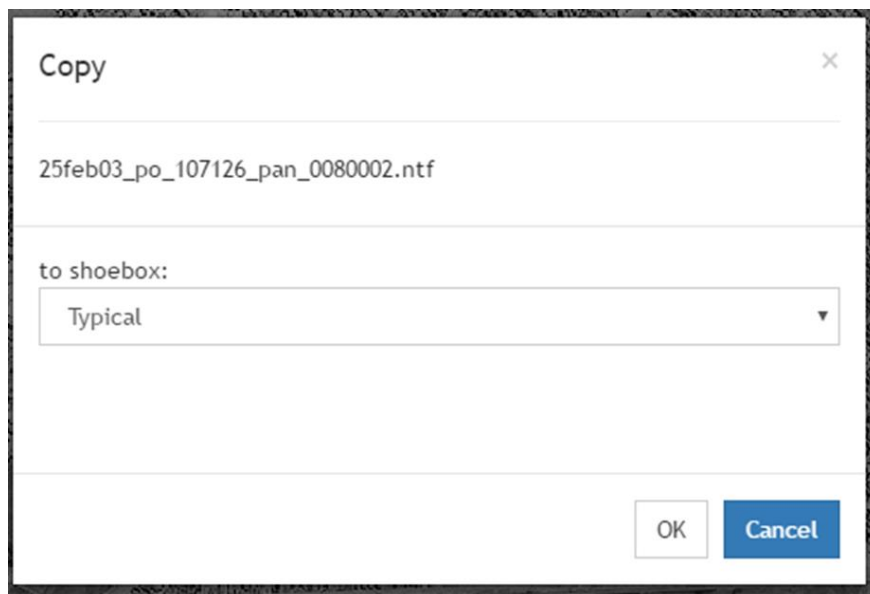 Copy
×
25feb03_po_107126_pan_0080002.ntf
to shoebox:
Typical
OK Cancel